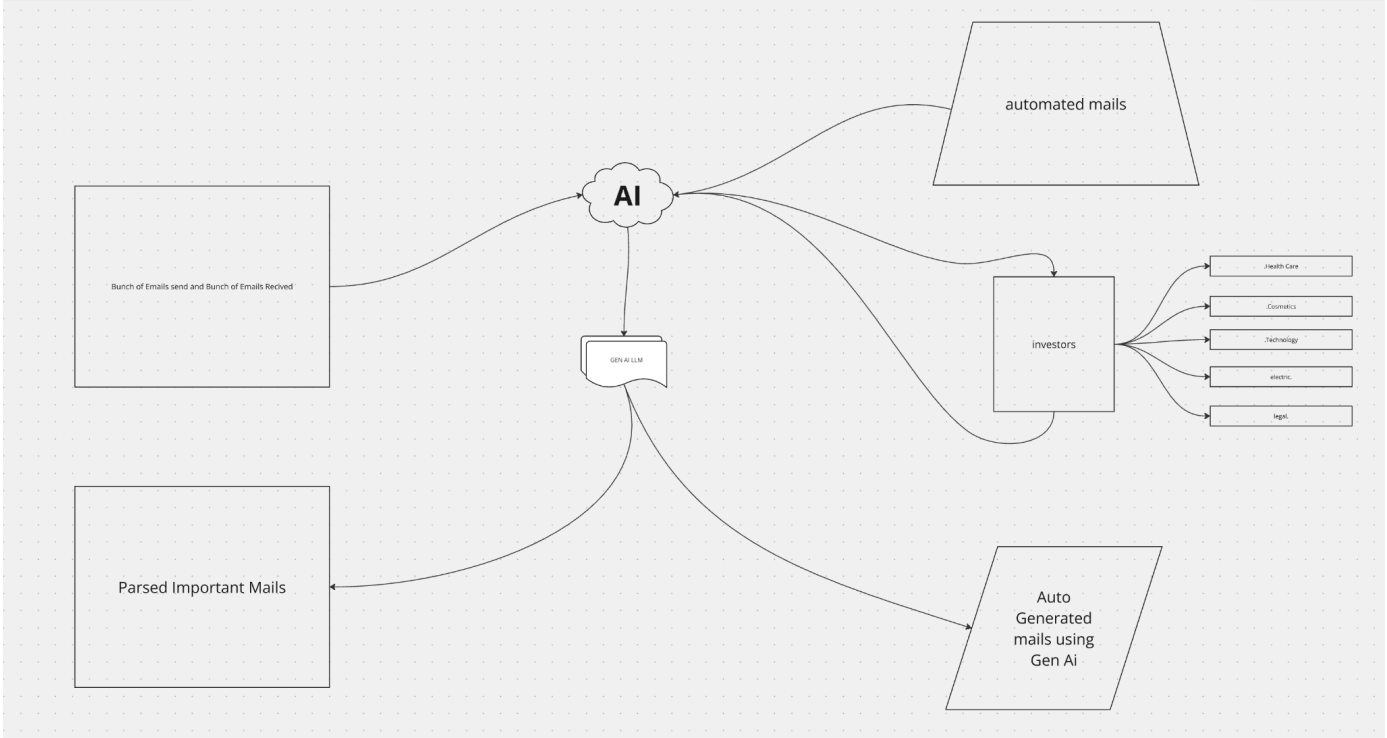 automated mails
AI
Bunch of Emails send and Bunch of Emails Recived
.Health Care
.Cosmetics
.Technology
electric.
legal.
investors
GEN AI LLM
Parsed Important Mails
Auto
Generated
mails using
Gen Ai